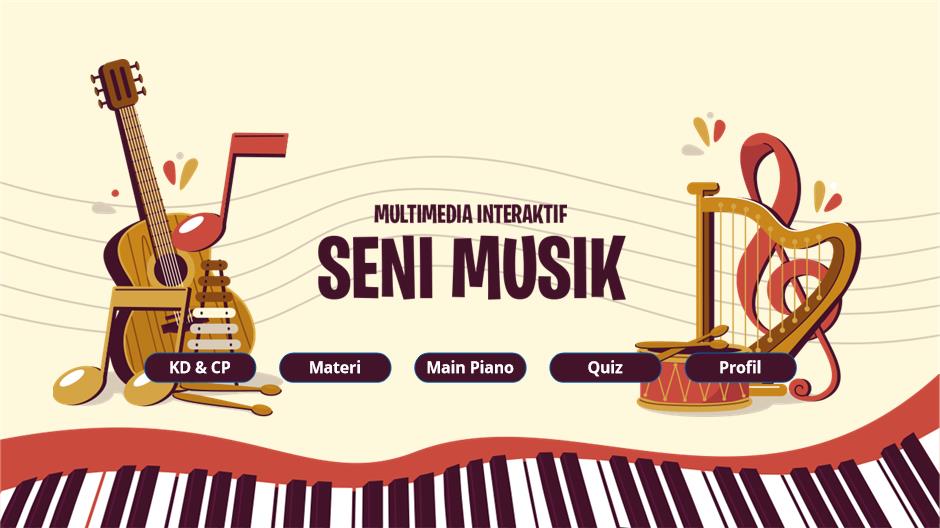 MULTIMEDIA INTERAKTIF
SENI MUSIK
KD & CP
Materi
Main Piano
Quiz
Profil